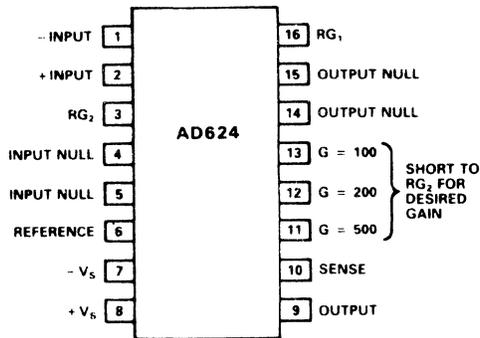 – INPUT 1
+ INPUT 2
RG₂ 3
INPUT NULL 4
INPUT NULL 5
REFERENCE 6
– Vₛ 7
+ Vₛ 8
AD624
16 RG₁
15 OUTPUT NULL
14 OUTPUT NULL
13 G = 100
12 G = 200
11 G = 500
10 SENSE
9 OUTPUT
SHORT TO
RG₂ FOR
DESIRED
GAIN